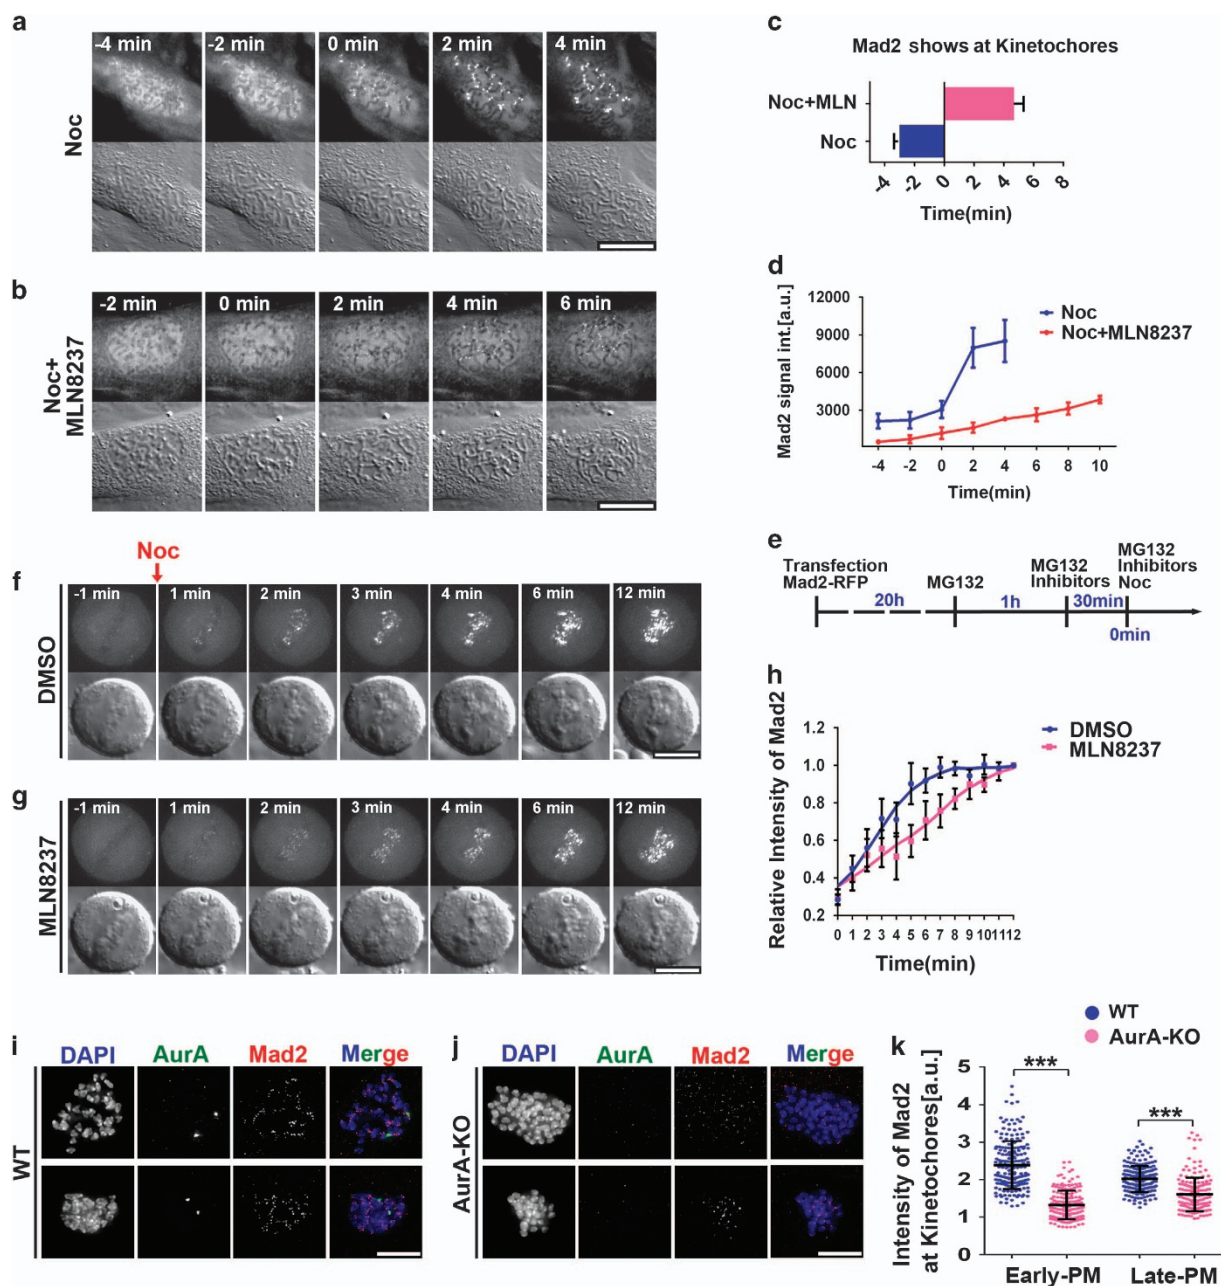 a
-4 min -2 min 0 min 2 min 4 min
Noc
b
-2 min 0 min 2 min 4 min 6 min
Noc+
MLN8237
c
Mad2 shows at Kinetochores
Noc+MLN
Noc
-4 -2 0 2 4 6 8
Time(min)
d
12000
9000
6000
3000
Mad2 signal int.[a.u.]
Noc
Noc+MLN8237
-4 -2 0 2 4 6 8 10
Time(min)
e
Transfection
Mad2-RFP
20h
MG132
1h
MG132
Inhibitors
30min
MG132
Inhibitors
Noc
0min
f
Noc
-1 min 1 min 2 min 3 min 4 min 6 min 12 min
DMSO
g
-1 min 1 min 2 min 3 min 4 min 6 min 12 min
MLN8237
h
Relative Intensity of Mad2
1.2
1.0
0.8
0.6
0.4
0.2
DMSO
MLN8237
0 1 2 3 4 5 6 7 8 9 10 11 12
Time(min)
i
DAPI AurA Mad2 Merge
WT
j
DAPI AurA Mad2 Merge
AurA-KO
k
WT
AurA-KO
Intensity of Mad2
at Kinetochores[a.u.]
5
4
3
2
1
0
***
***
Early-PM Late-PM